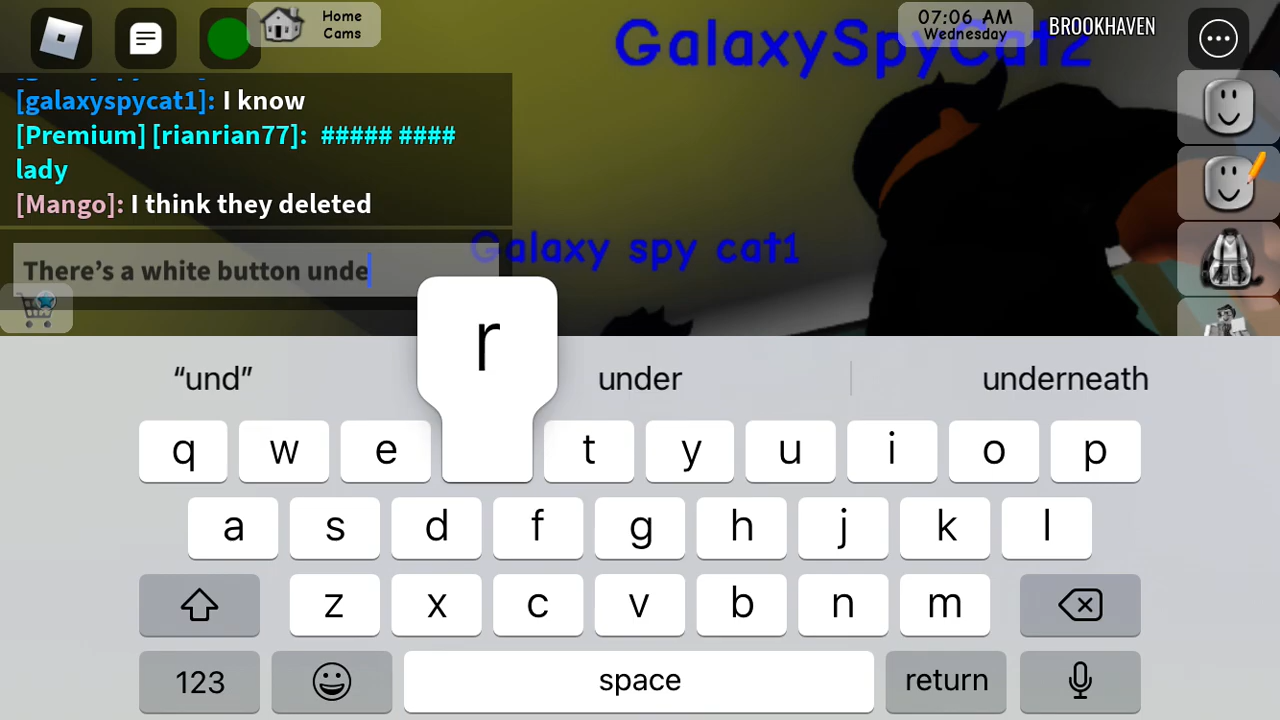 Home
Cams
07:06 AM
Wednesday
BROOKHAVEN
GalaxySpyCat2
[galaxyspycat1]: I know
[Premium] [rianrian77]: ##### ####
lady
[Mango]: I think they deleted
Galaxy spy cat1
There’s a white button unde
r
“und”
under
underneath
q w e t y u i o p
a s d f g h j k l
z x c v b n m
123
space
return